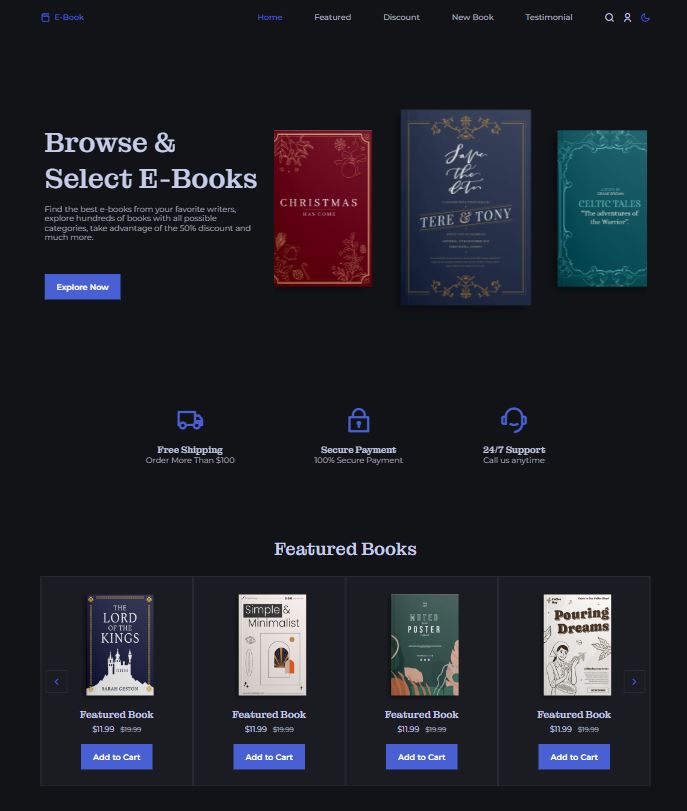 E-Book
Home
Featured
Discount
New Book
Testimonial
Browse &
Select E-Books
Find the best e-books from your favorite writers,
explore hundreds of books with all possible
categories, take advantage of the 50% discount and
much more.
Explore Now
CHRISTMAS
HAS COME
Save
the
date
TERE & TONY
CELTIC TALES
"The adventures of
the Warrior".
Free Shipping
Order More Than $100
Secure Payment
100% Secure Payment
24/7 Support
Call us anytime
Featured Books
THE
LORD
OF THE
KINGS
SARAH GESTON
Featured Book
$11.99 $19.99
Add to Cart
Simple &
Minimalist
Featured Book
$11.99 $19.99
Add to Cart
POSTER
Featured Book
$11.99 $19.99
Add to Cart
Pouring
Dreams
Featured Book
$11.99 $19.99
Add to Cart